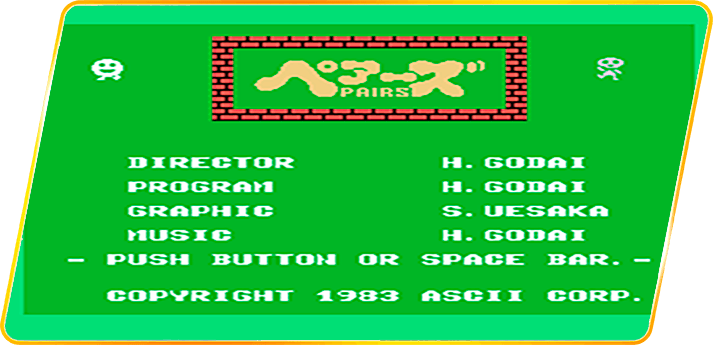 ペアーズ
PAIRS
DIRECTOR H. GODAI
PROGRAM H. GODAI
GRAPHIC S. UESAKA
MUSIC H. GODAI
- PUSH BUTTON OR SPACE BAR. -
COPYRIGHT 1983 ASCII CORP.